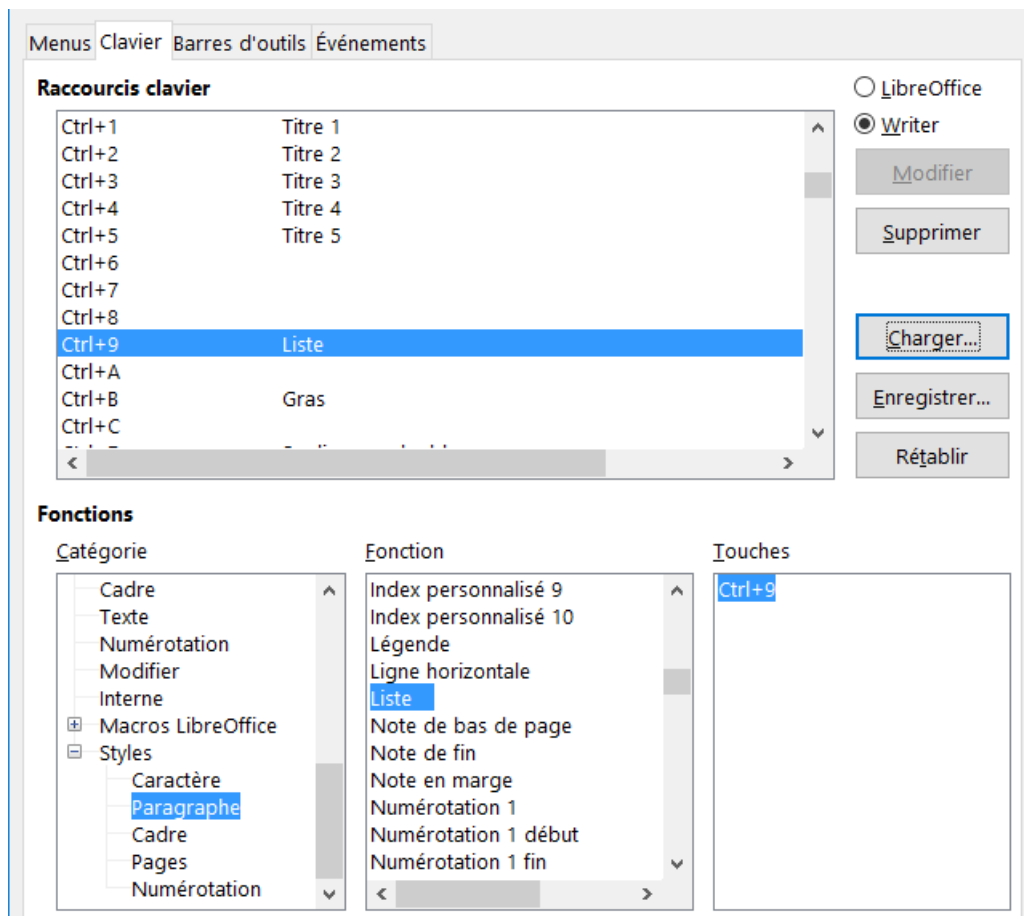 Menus Clavier Barres d'outils Événements
Raccourcis clavier
LibreOffice
Writer
Modifier
Supprimer
Charger...
Enregistrer...
Rétablir
Ctrl+1 Titre 1
Ctrl+2 Titre 2
Ctrl+3 Titre 3
Ctrl+4 Titre 4
Ctrl+5 Titre 5
Ctrl+6
Ctrl+7
Ctrl+8
Ctrl+9 Liste
Ctrl+A
Ctrl+B Gras
Ctrl+C
Fonctions
Catégorie
Cadre
Texte
Numérotation
Modifier
Interne
Macros LibreOffice
Styles
Caractère
Paragraphe
Cadre
Pages
Numérotation
Fonction
Index personnalisé 9
Index personnalisé 10
Légende
Ligne horizontale
Liste
Note de bas de page
Note de fin
Note en marge
Numérotation 1
Numérotation 1 début
Numérotation 1 fin
Touches
Ctrl+9